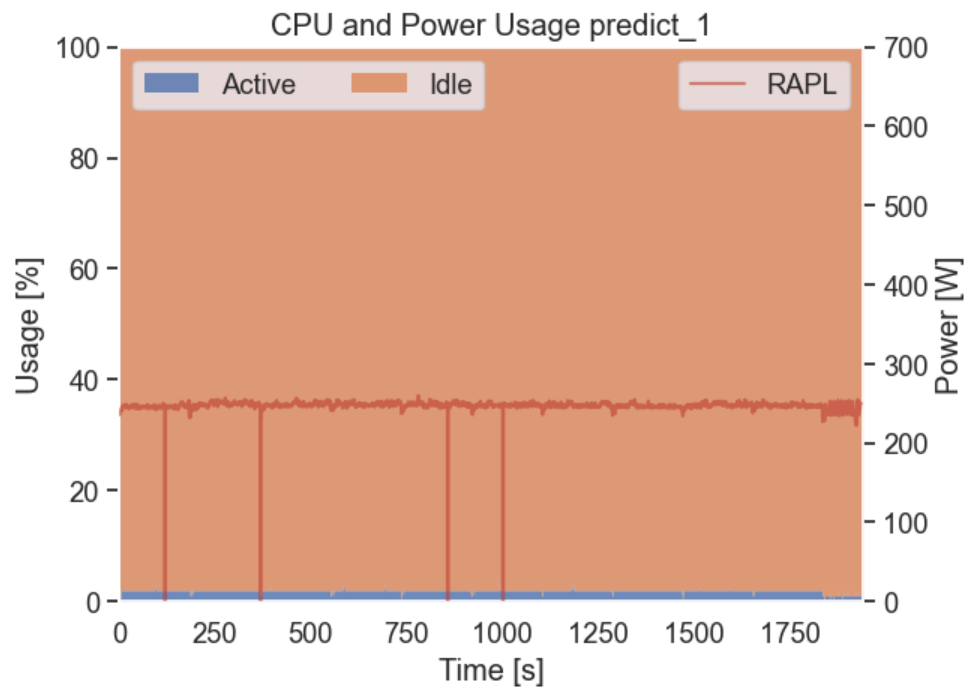 CPU and Power Usage predict_1
Active Idle RAPL
Usage [%]
100
80
60
40
20
0
Power [W]
700
600
500
400
300
200
100
0
0 250 500 750 1000 1250 1500 1750
Time [s]